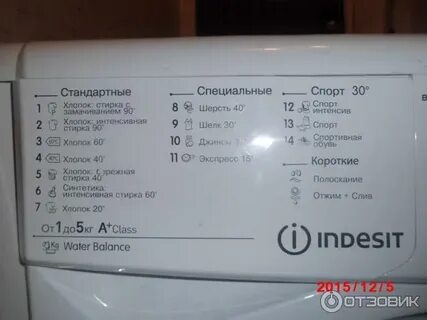 Стандартные
1 Хлопок: стирка с
замачиванием 90°
2 Хлопок: интенсивная
стирка 90°
3 Хлопок 60°
4 Хлопок 40°
5 Хлопок: бережная
стирка 40°
6 Синтетика:
интенсивная стирка 60°
7 Хлопок 20°
От 1 до 5 кг A+ Class
Kg Water Balance
Специальные
8 Шерсть 40°
9 Шелк 30°
10 Джинсы
11 Экспресс 15'
Спорт 30°
12 Спорт
интенсив
13 Спорт
14 Спортивная
обувь
Короткие
Полоскание
Отжим + Слив
INDESIT
2015/12/5
ОТЗОВИК